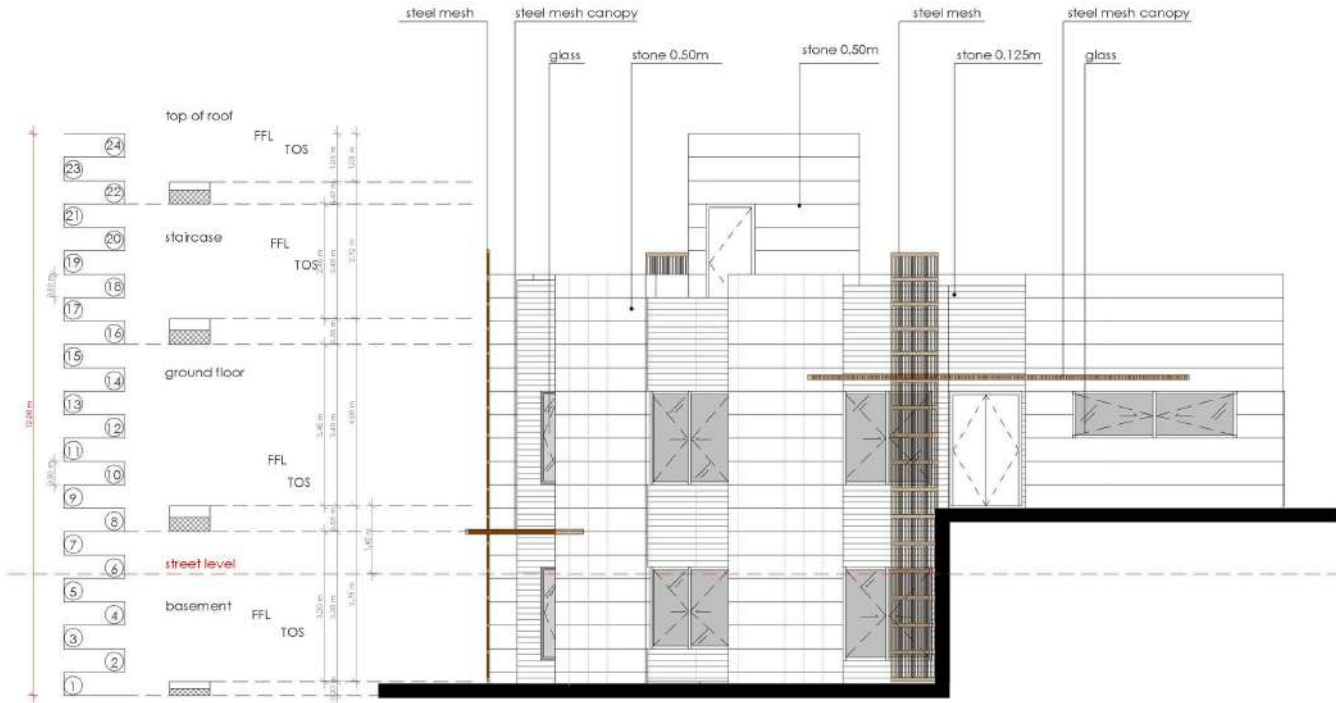 steel mesh
steel mesh canopy
steel mesh
steel mesh canopy
glass
stone 0.50m
stone 0.50m
stone 0.125m
glass
top of roof
FFL
TOS
24
23
22
21
staircase
FFL
TOS
20
19
18
17
16
15
ground floor
14
13
12
11
FFL
10
TOS
9
8
7
street level
6
5
basement
FFL
4
TOS
3
2
1
12.00 m